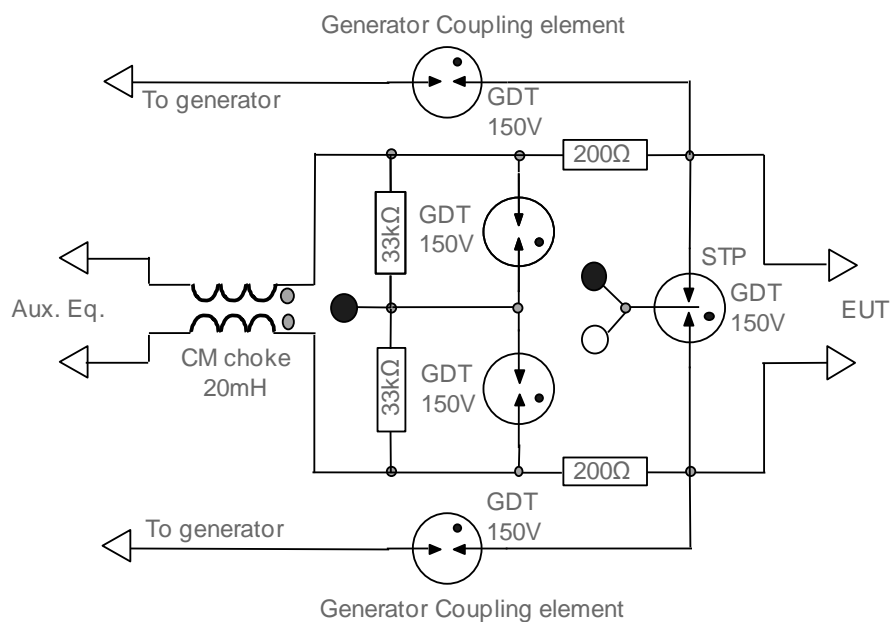 Generator Coupling element
To generator
GDT
150V
200Ω
33kΩ
GDT
150V
STP
GDT
150V
Aux. Eq.
EUT
CM choke
20mH
33kΩ
GDT
150V
200Ω
To generator
GDT
150V
Generator Coupling element